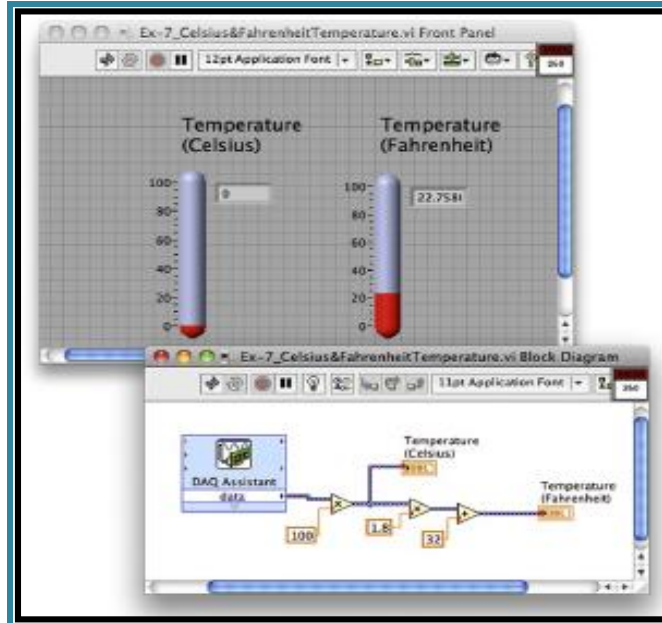 Ex-7_Celsius&FahrenheitTemperature.vi Front Panel
12pt Application Font
Temperature
(Celsius)
Temperature
(Fahrenheit)
100
80
60
40
20
0
0
100
80
60
40
20
0
Ex-7_Celsius&FahrenheitTemperature.vi Block Diagram
11pt Application Font
DAQ Assistant
data
Temperature
(Celsius)
Temperature
(Fahrenheit)
100
1.8
32